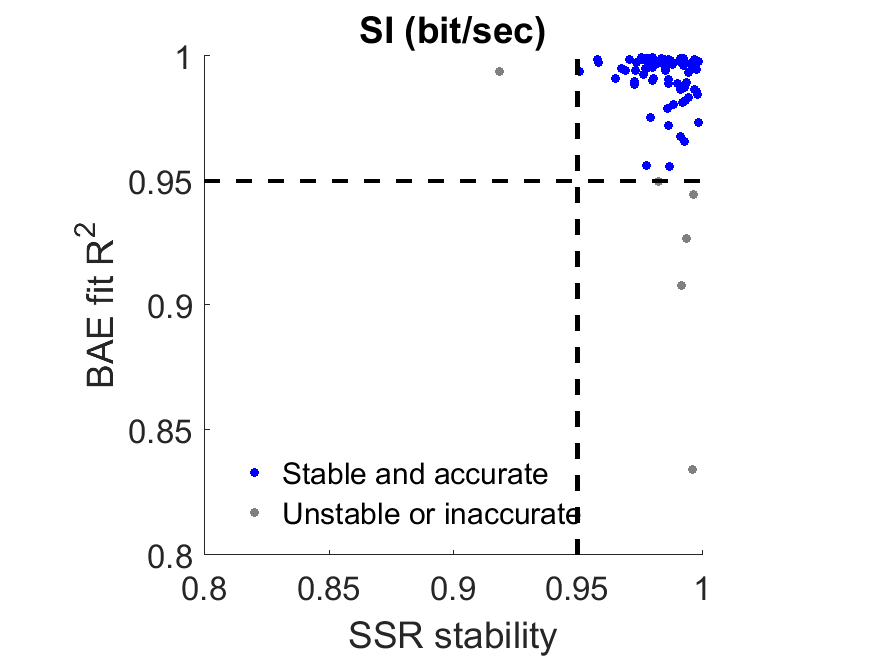 SI (bit/sec)
1
0.95
0.9
0.85
0.8
BAE fit R²
Stable and accurate
Unstable or inaccurate
0.8 0.85 0.9 0.95 1
SSR stability